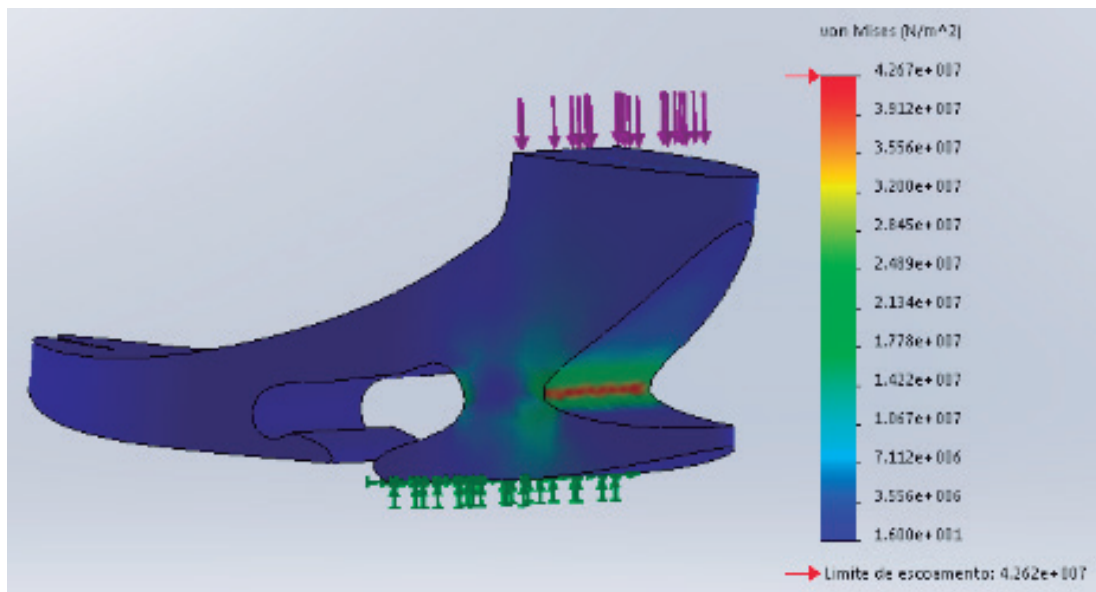 von Mises (N/m^2)
4.267e+007
3.912e+007
3.556e+007
3.200e+007
2.845e+007
2.489e+007
2.134e+007
1.778e+007
1.422e+007
1.067e+007
7.112e+006
3.556e+006
1.600e+001
Limite de escoamento: 4.262e+007